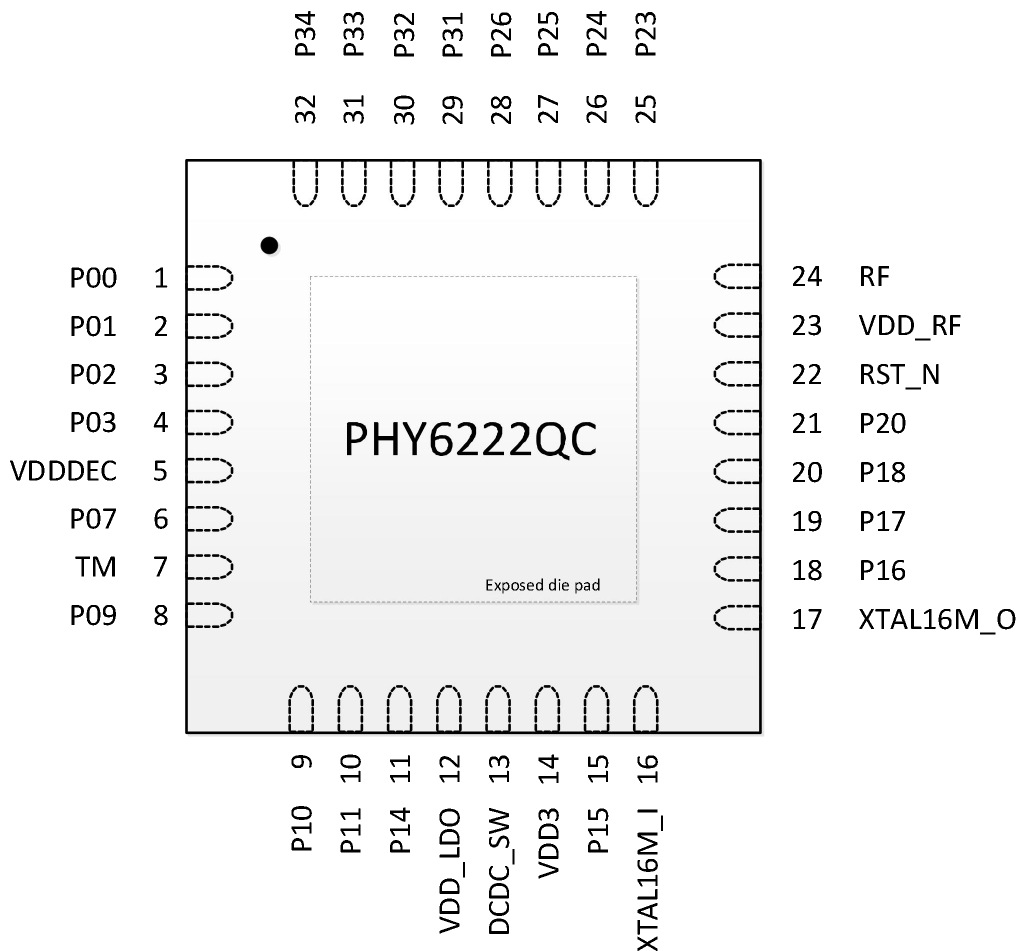 P34 P33 P32 P31 P26 P25 P24 P23
32 31 30 29 28 27 26 25
P00 1
P01 2
P02 3
P03 4
VDDDEC 5
P07 6
TM 7
P09 8
PHY6222QC
Exposed die pad
24 RF
23 VDD_RF
22 RST_N
21 P20
20 P18
19 P17
18 P16
17 XTAL16M_O
9 10 11 12 13 14 15 16
P10 P11 P14 VDD_LDO DCDC_SW VDD3 P15 XTAL16M_I